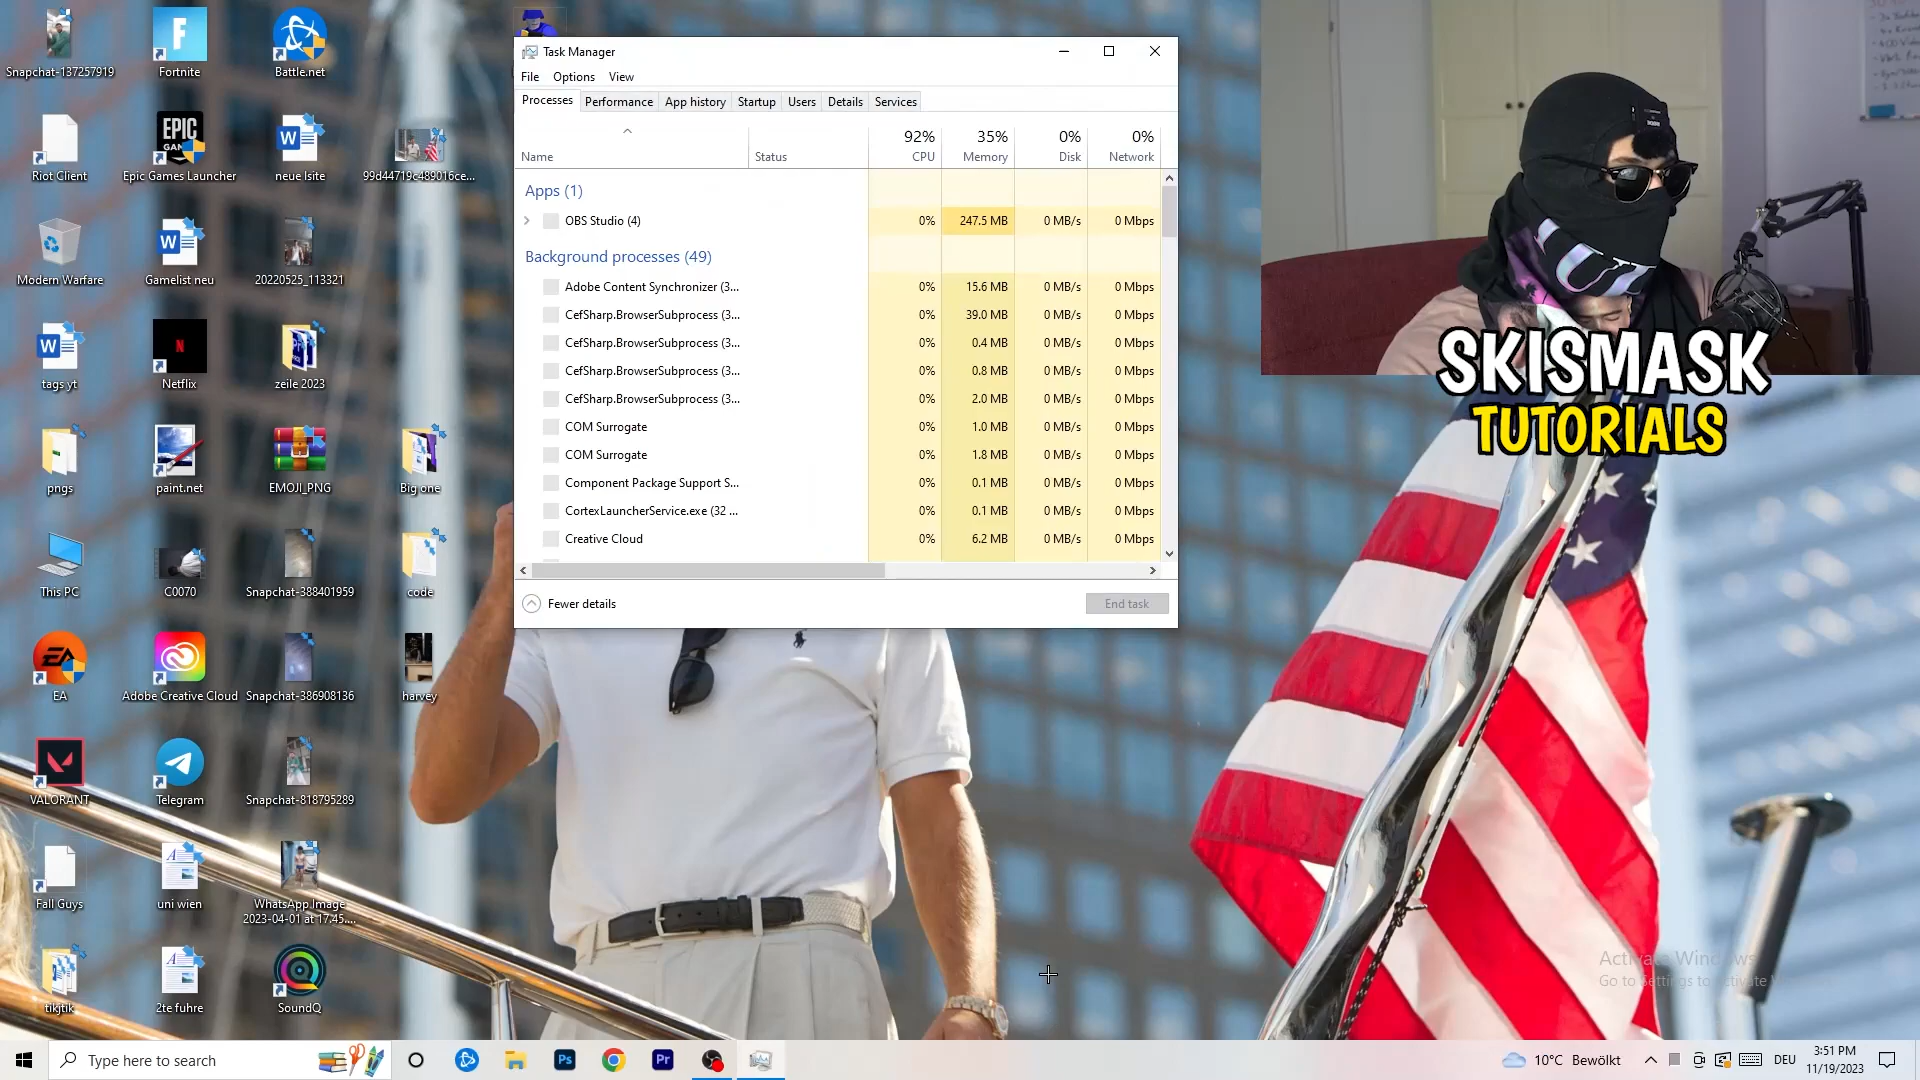 Snapchat-137257919
Fortnite
Battle.net
Riot Client
EPIC
GAMES
Epic Games Launcher
neue lsite
99d44719c489016ce...
Modern Warfare
Gamelist neu
20220525_113321
tags yt
N
Netflix
zeile 2023
pngs
paint.net
EMOJI_PNG
Big one
This PC
C0070
Snapchat-388401959
code
EA
EA
Adobe Creative Cloud
Snapchat-386908136
harvey
VALORANT
Telegram
Snapchat-818795289
Fall Guys
uni wien
WhatsApp Image
2023-04-01 at 17.45....
tikjtik
2te fuhre
SoundQ
Task Manager
File Options View
Processes Performance App history Startup Users Details Services
92% 35% 0% 0%
Name Status CPU Memory Disk Network
Apps (1)
OBS Studio (4) 0% 247.5 MB 0 MB/s 0 Mbps
Background processes (49)
Adobe Content Synchronizer (3... 0% 15.6 MB 0 MB/s 0 Mbps
CefSharp.BrowserSubprocess (3... 0% 39.0 MB 0 MB/s 0 Mbps
CefSharp.BrowserSubprocess (3... 0% 0.4 MB 0 MB/s 0 Mbps
CefSharp.BrowserSubprocess (3... 0% 0.8 MB 0 MB/s 0 Mbps
CefSharp.BrowserSubprocess (3... 0% 2.0 MB 0 MB/s 0 Mbps
COM Surrogate 0% 1.0 MB 0 MB/s 0 Mbps
COM Surrogate 0% 1.8 MB 0 MB/s 0 Mbps
Component Package Support S... 0% 0.1 MB 0 MB/s 0 Mbps
CortexLauncherService.exe (32 ... 0% 0.1 MB 0 MB/s 0 Mbps
Creative Cloud 0% 6.2 MB 0 MB/s 0 Mbps
Fewer details End task
SKISMASK
TUTORIALS
Activate Windows
Go to Settings to activate W
Type here to search
Ps
Pr
10°C Bewölkt
DEU
3:51 PM
11/19/2023